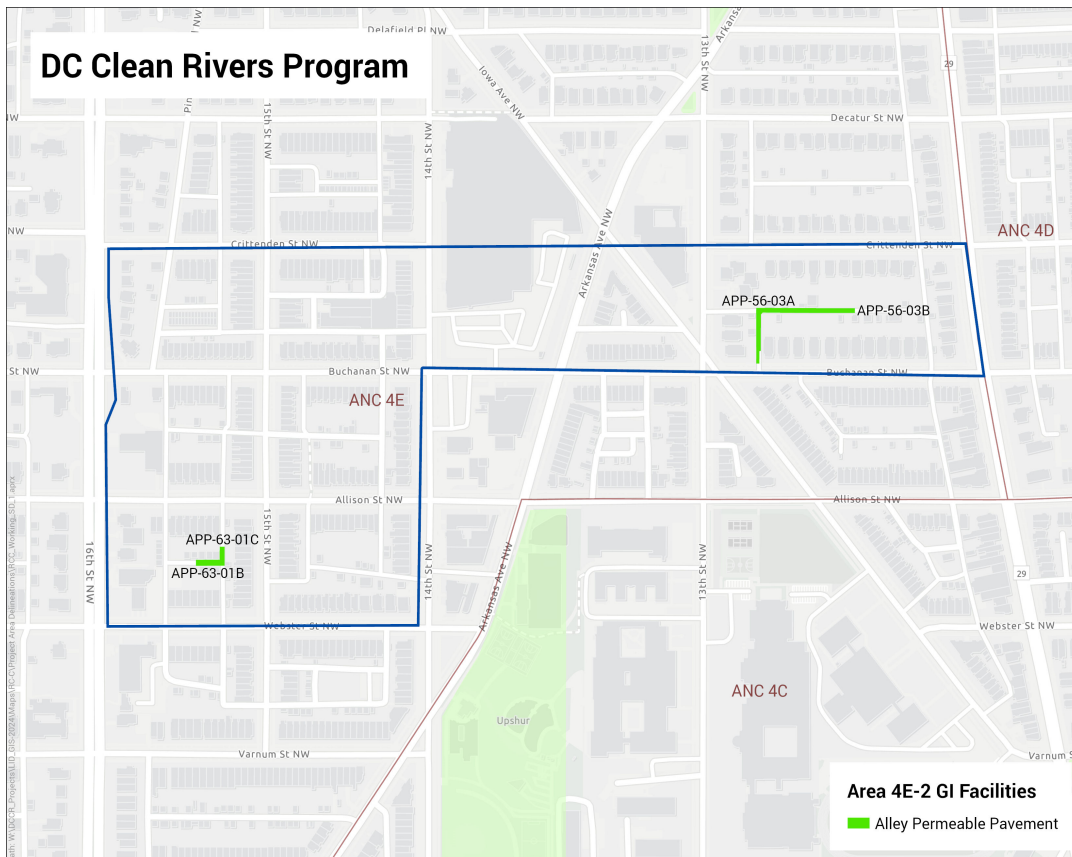 DC Clean Rivers Program
Delafield Pl NW
Arkansas
13th St NW
Iowa Ave NW
29
NW
15th St NW
14th St NW
Decatur St NW
NW
NW
Crittenden St NW
Arkansas Ave NW
Crittenden St NW
ANC 4D
APP-56-03A
APP-56-03B
St NW
Buchanan St NW
Buchanan St NW
ANC 4E
Allison St NW
Allison St NW
15th St NW
APP-63-01C
APP-63-01B
16th St NW
14th St NW
Arkansas Ave NW
13th St NW
29
Webster St NW
Webster St NW
ANC 4C
Upshur
Varnum St NW
Varnum S
Area 4E-2 GI Facilities
Alley Permeable Pavement